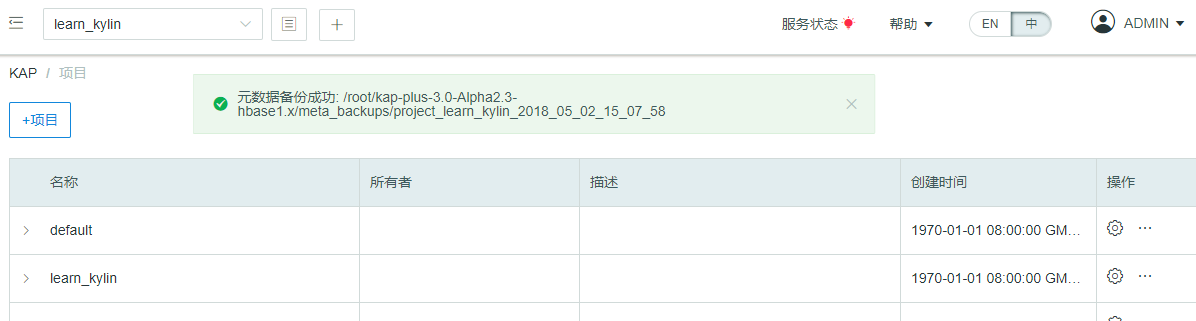 learn_kylin
服务状态
帮助
EN 中
ADMIN
KAP / 项目
元数据备份成功: /root/kap-plus-3.0-Alpha2.3-
hbase1.x/meta_backups/project_learn_kylin_2018_05_02_15_07_58
+项目
名称 所有者 描述 创建时间 操作
default 1970-01-01 08:00:00 GM…
learn_kylin 1970-01-01 08:00:00 GM…